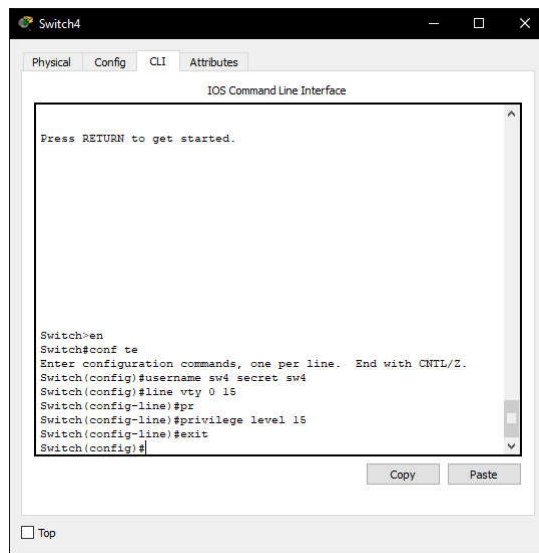 Switch4
Physical Config CLI Attributes
IOS Command Line Interface
Press RETURN to get started.
Switch>en
Switch#conf te
Enter configuration commands, one per line.  End with CNTL/Z.
Switch(config)#username sw4 secret sw4
Switch(config)#line vty 0 15
Switch(config-line)#pr
Switch(config-line)#privilege level 15
Switch(config-line)#exit
Switch(config)#
Copy Paste
Top